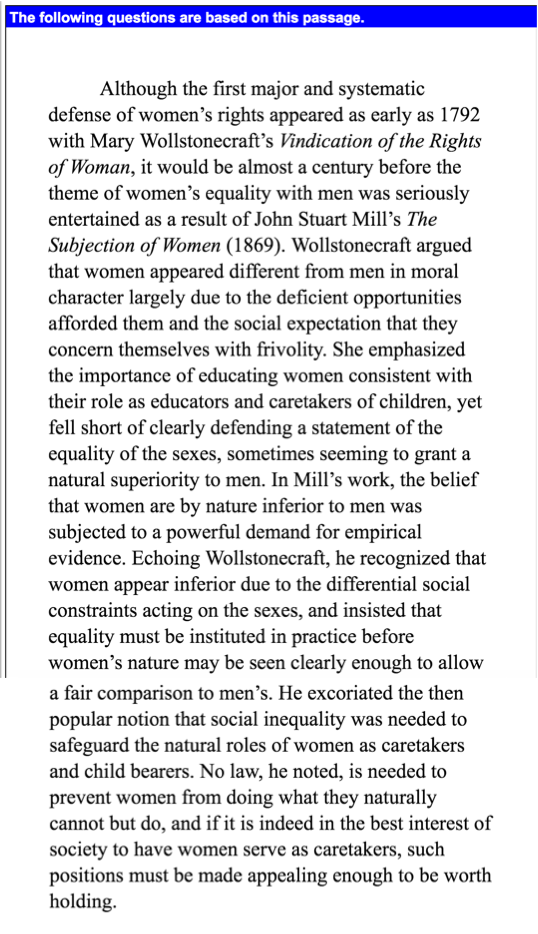 The following questions are based on this passage.
Although the first major and systematic
defense of women’s rights appeared as early as 1792
with Mary Wollstonecraft’s Vindication of the Rights
of Woman, it would be almost a century before the
theme of women’s equality with men was seriously
entertained as a result of John Stuart Mill’s The
Subjection of Women (1869). Wollstonecraft argued
that women appeared different from men in moral
character largely due to the deficient opportunities
afforded them and the social expectation that they
concern themselves with frivolity. She emphasized
the importance of educating women consistent with
their role as educators and caretakers of children, yet
fell short of clearly defending a statement of the
equality of the sexes, sometimes seeming to grant a
natural superiority to men. In Mill’s work, the belief
that women are by nature inferior to men was
subjected to a powerful demand for empirical
evidence. Echoing Wollstonecraft, he recognized that
women appear inferior due to the differential social
constraints acting on the sexes, and insisted that
equality must be instituted in practice before
women’s nature may be seen clearly enough to allow
a fair comparison to men’s. He excoriated the then
popular notion that social inequality was needed to
safeguard the natural roles of women as caretakers
and child bearers. No law, he noted, is needed to
prevent women from doing what they naturally
cannot but do, and if it is indeed in the best interest of
society to have women serve as caretakers, such
positions must be made appealing enough to be worth
holding.